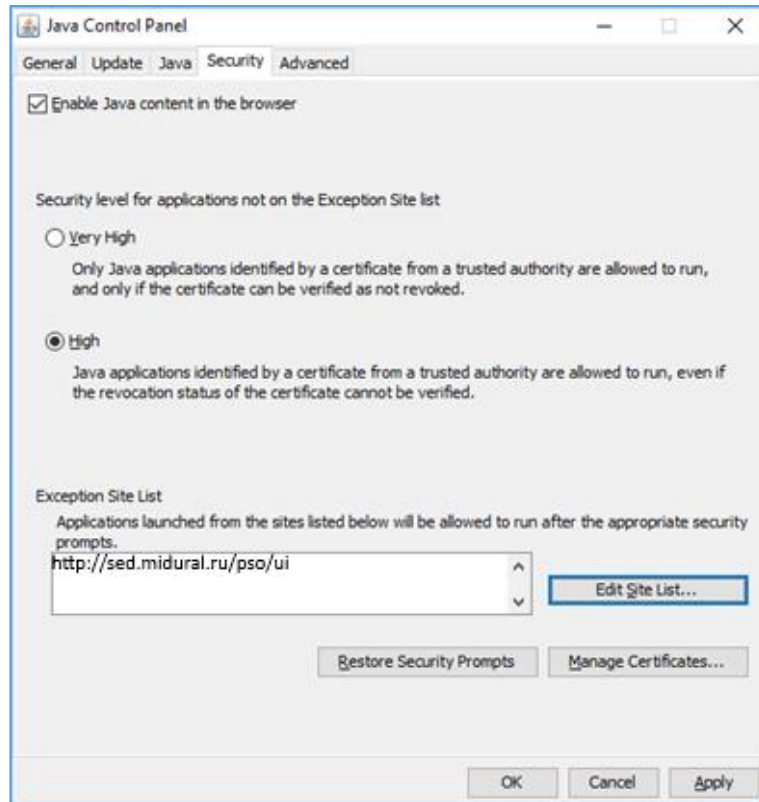 Java Control Panel
General Update Java Security Advanced
Enable Java content in the browser
Security level for applications not on the Exception Site list
Very High
Only Java applications identified by a certificate from a trusted authority are allowed to run,
and only if the certificate can be verified as not revoked.
High
Java applications identified by a certificate from a trusted authority are allowed to run, even if
the revocation status of the certificate cannot be verified.
Exception Site List
Applications launched from the sites listed below will be allowed to run after the appropriate security
prompts.
http://sed.midural.ru/pso/ui
Edit Site List...
Restore Security Prompts Manage Certificates...
OK Cancel Apply